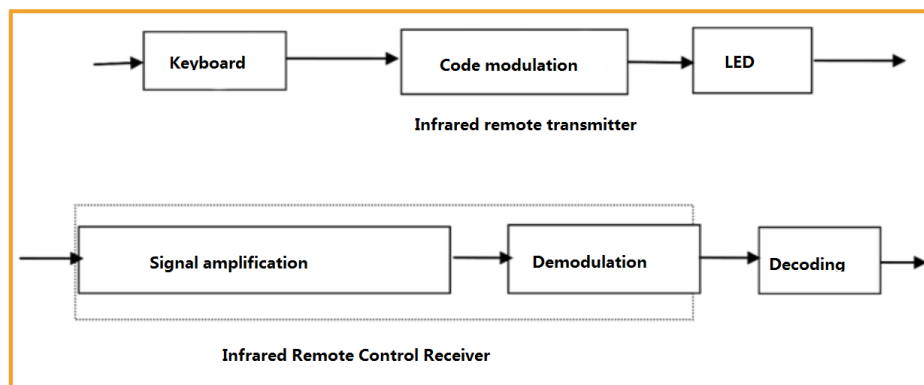 Keyboard
Code modulation
LED
Infrared remote transmitter
Signal amplification
Demodulation
Decoding
Infrared Remote Control Receiver